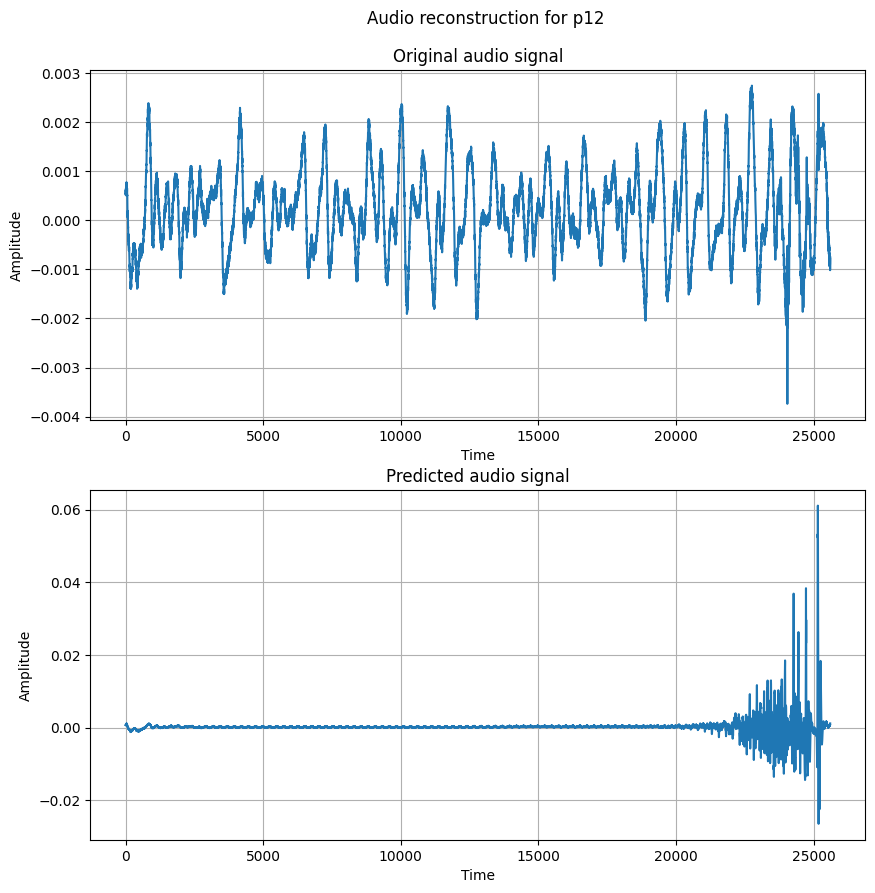 Audio reconstruction for p12
Original audio signal
0.003
0.002
0.001
0.000
−0.001
−0.002
−0.003
−0.004
Amplitude
0 5000 10000 15000 20000 25000
Time
Predicted audio signal
0.06
0.04
0.02
0.00
−0.02
Amplitude
0 5000 10000 15000 20000 25000
Time